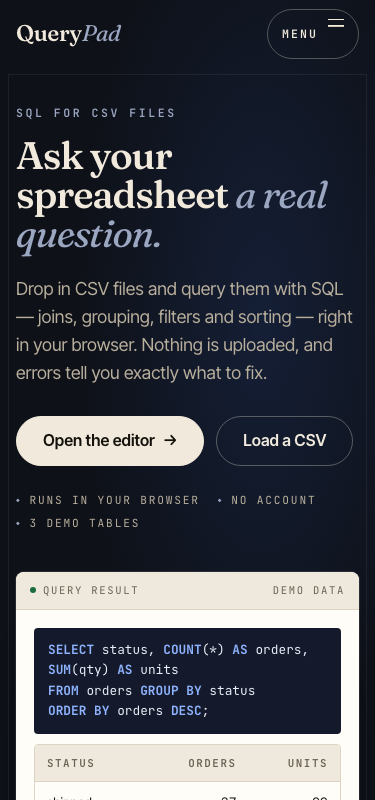 QueryPad
MENU
SQL FOR CSV FILES
Ask your
spreadsheet a real
question.
Drop in CSV files and query them with SQL
— joins, grouping, filters and sorting — right
in your browser. Nothing is uploaded, and
errors tell you exactly what to fix.
Open the editor →
Load a CSV
• RUNS IN YOUR BROWSER • NO ACCOUNT
• 3 DEMO TABLES
QUERY RESULT DEMO DATA
SELECT status, COUNT(*) AS orders,
SUM(qty) AS units
FROM orders GROUP BY status
ORDER BY orders DESC;
STATUS ORDERS UNITS